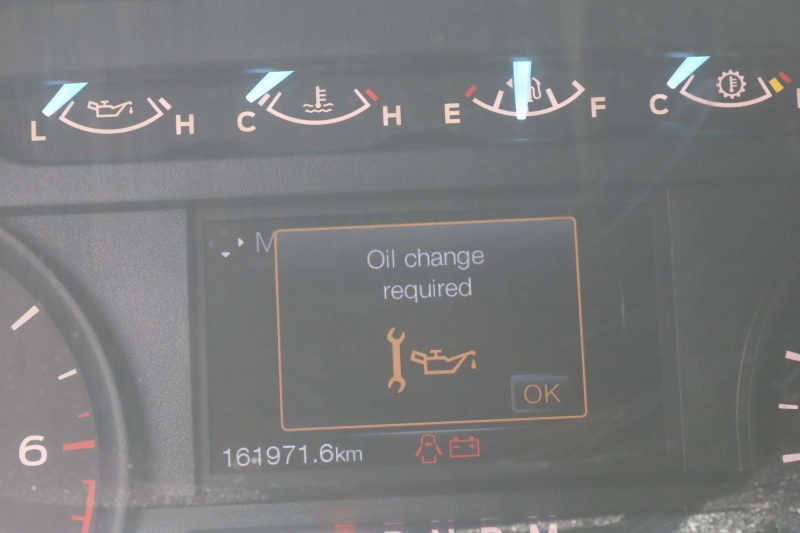 L H C H E F C
M
Oil change
required
OK
161971.6km
6